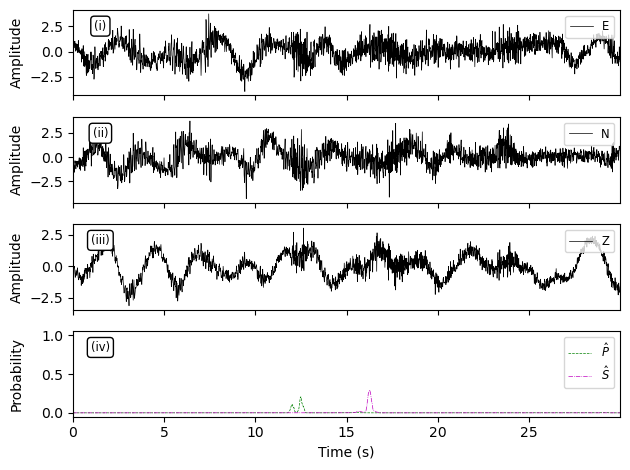 Amplitude
2.5
0.0
−2.5
(i)
E
Amplitude
2.5
0.0
−2.5
(ii)
N
Amplitude
2.5
0.0
−2.5
(iii)
Z
Probability
1.0
0.5
0.0
(iv)
P̂
Ŝ
0 5 10 15 20 25
Time (s)